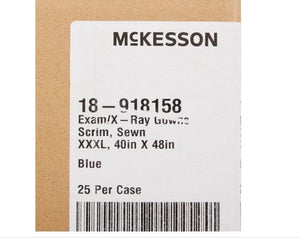 McKESSON
18-918158
Exam/X-Ray Gowns
Scrim, Sewn
XXXL, 40in X 48in
Blue
25 Per Case